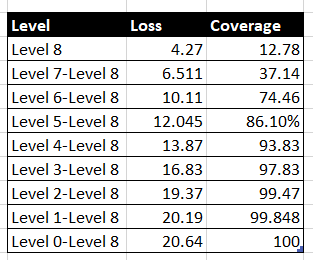 Level Loss Coverage
Level 8 4.27 12.78
Level 7-Level 8 6.511 37.14
Level 6-Level 8 10.11 74.46
Level 5-Level 8 12.045 86.10%
Level 4-Level 8 13.87 93.83
Level 3-Level 8 16.83 97.83
Level 2-Level 8 19.37 99.47
Level 1-Level 8 20.19 99.848
Level 0-Level 8 20.64 100